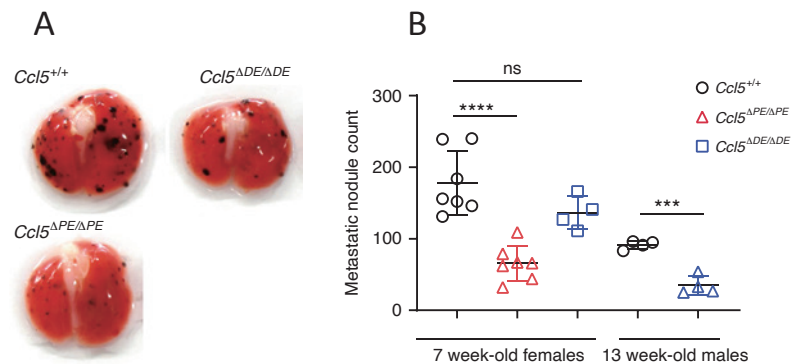 A
B
Ccl5+/+
Ccl5ΔDE/ΔDE
Ccl5ΔPE/ΔPE
ns
****
***
Ccl5+/+
Ccl5ΔPE/ΔPE
Ccl5ΔDE/ΔDE
Metastatic nodule count
300
200
100
0
7 week-old females
13 week-old males